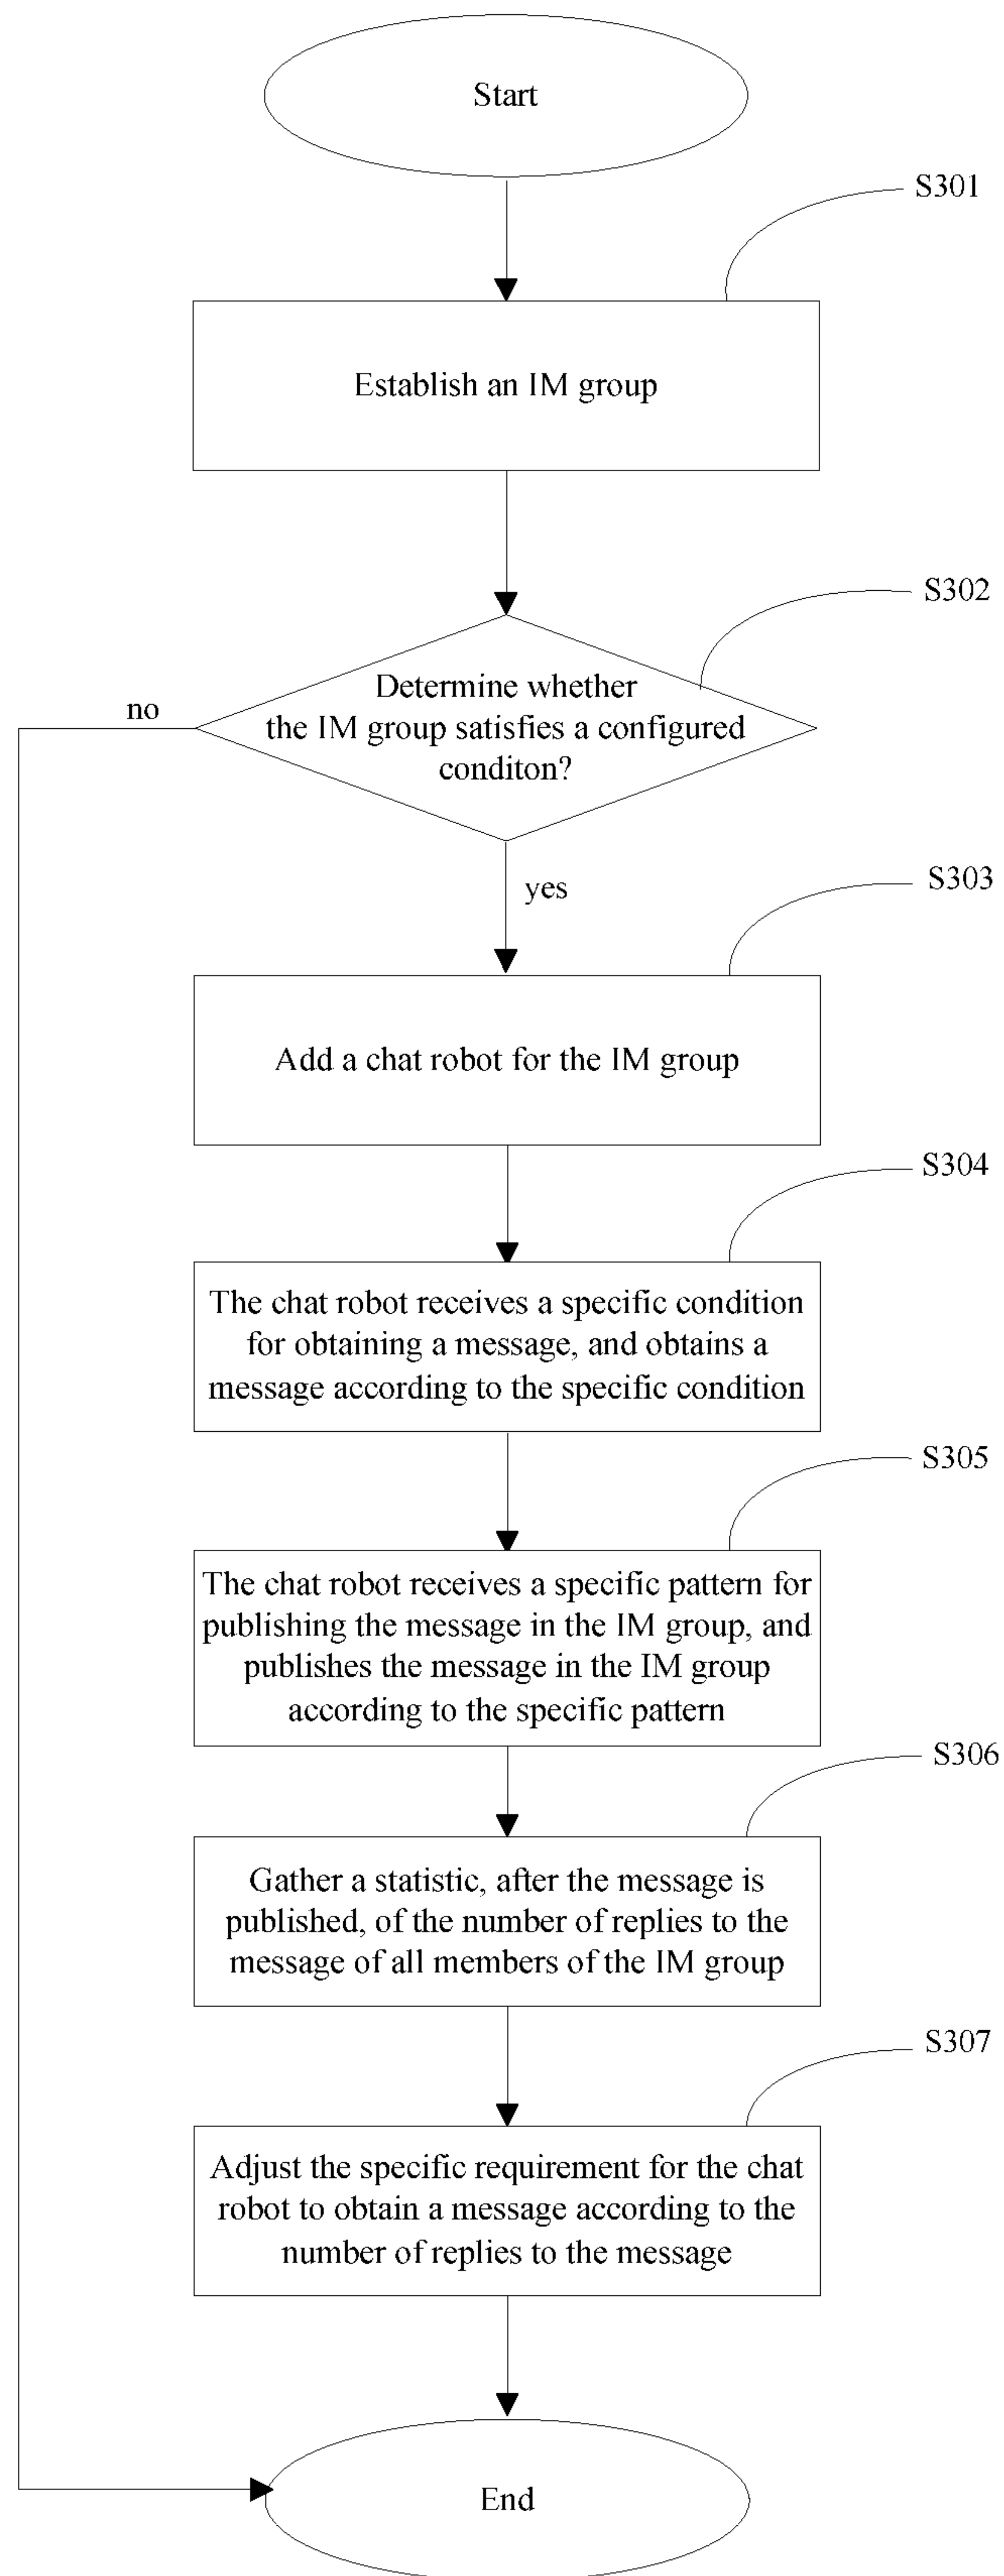 Start
S301
Establish an IM group
S302
Determine whether
the IM group satisfies a configured
conditon?
no
yes
S303
Add a chat robot for the IM group
S304
The chat robot receives a specific condition
for obtaining a message, and obtains a
message according to the specific condition
S305
The chat robot receives a specific pattern for
publishing the message in the IM group, and
publishes the message in the IM group
according to the specific pattern
S306
Gather a statistic, after the message is
published, of the number of replies to the
message of all members of the IM group
S307
Adjust the specific requirement for the chat
robot to obtain a message according to the
number of replies to the message
End